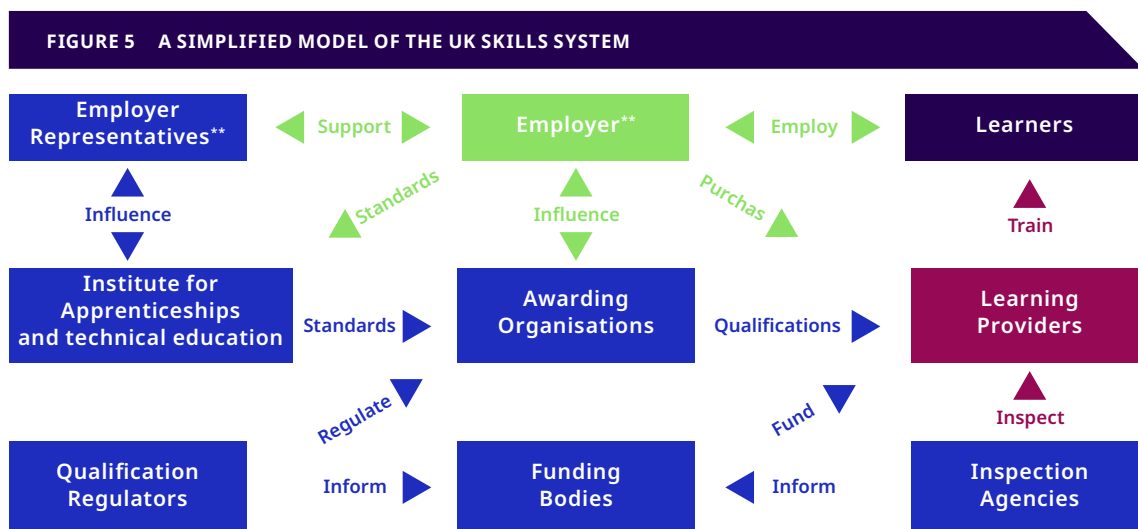 FIGURE 5 A SIMPLIFIED MODEL OF THE UK SKILLS SYSTEM
Employer
Representatives**
Support
Employer**
Employ
Learners
Influence
Standards
Influence
Purchas
Train
Institute for
Apprenticeships
and technical education
Standards
Awarding
Organisations
Qualifications
Learning
Providers
Regulate
Fund
Inspect
Qualification
Regulators
Inform
Funding
Bodies
Inform
Inspection
Agencies